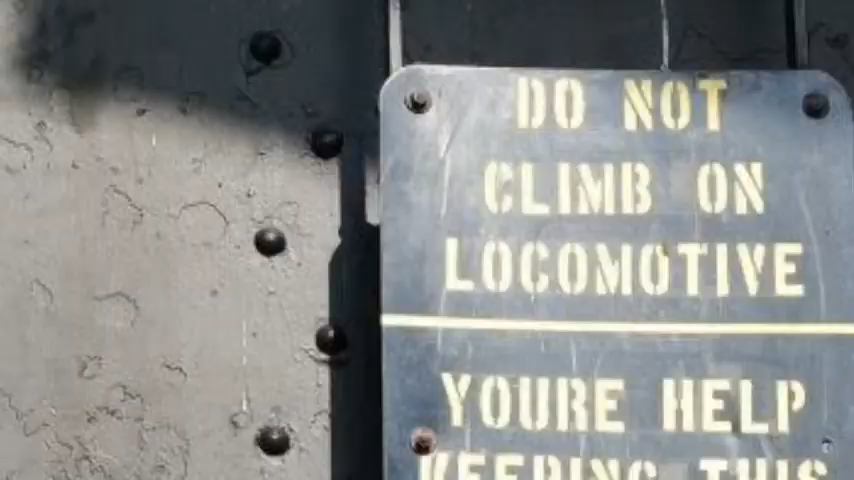 DO NOT
CLIMB ON
LOCOMOTIVE
YOURE HELP
KEEPING THIS